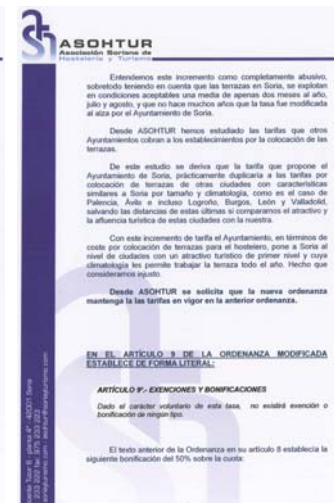 ASOHTUR
Asociación Soriana de
Hostelería y Turismo
Entendemos este incremento como completamente abusivo,
sobretodo teniendo en cuenta que las terrazas en Soria, se explotan
en condiciones aceptables una media de apenas dos meses al año,
julio y agosto, y que no hace muchos años que la tasa fue modificada
al alza por el Ayuntamiento de Soria.
Desde ASOHTUR hemos estudiado las tarifas que otros
Ayuntamientos cobran a los establecimientos por la colocación de las
terrazas.
De este estudio se deriva que la tarifa que propone el
Ayuntamiento de Soria, prácticamente duplicaría a las tarifas por
colocación de terrazas de otras ciudades con características
similares a Soria por tamaño y climatología, como es el caso de
Palencia, Ávila e incluso Logroño, Burgos, León y Valladolid,
salvando las distancias de estas últimas si comparamos el atractivo y
la afluencia turística de estas ciudades con la nuestra.
Con este incremento de tarifa el Ayuntamiento, en términos de
coste por colocación de terrazas para el hostelero, pone a Soria al
nivel de ciudades con un atractivo turístico de primer nivel y cuya
climatología les permite trabajar la terraza todo el año. Hecho que
consideramos injusto.
Desde ASOHTUR se solicita que la nueva ordenanza
mantenga la las tarifas en vigor en la anterior ordenanza.
EN EL ARTÍCULO 9 DE LA ORDENANZA MODIFICADA
ESTABLECE DE FORMA LITERAL:
ARTÍCULO 9º.- EXENCIONES Y BONIFICACIONES
Dado el carácter voluntario de esta tasa, no existirá exención o
bonificación de ningún tipo.
El texto anterior de la Ordenanza en su artículo 8 establecía la
siguiente bonificación del 50% sobre la cuota:
planta 4ª - 42001 Soria
975 233 223